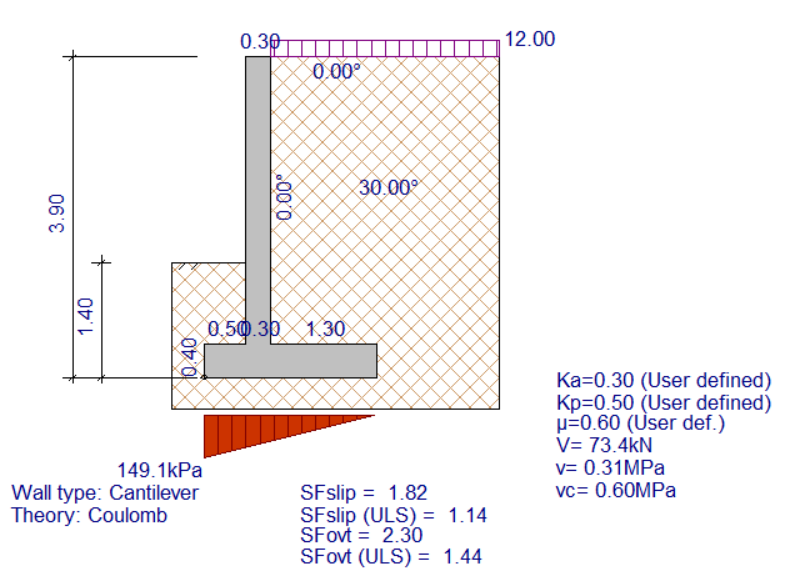 0.30
12.00
0.00°
30.00°
0.00°
3.90
1.40
0.50
0.30
1.30
0.40
Ka=0.30 (User defined)
Kp=0.50 (User defined)
µ=0.60 (User def.)
V= 73.4kN
v= 0.31MPa
vc= 0.60MPa
149.1kPa
Wall type: Cantilever
Theory: Coulomb
SFslip = 1.82
SFslip (ULS) = 1.14
SFovt = 2.30
SFovt (ULS) = 1.44